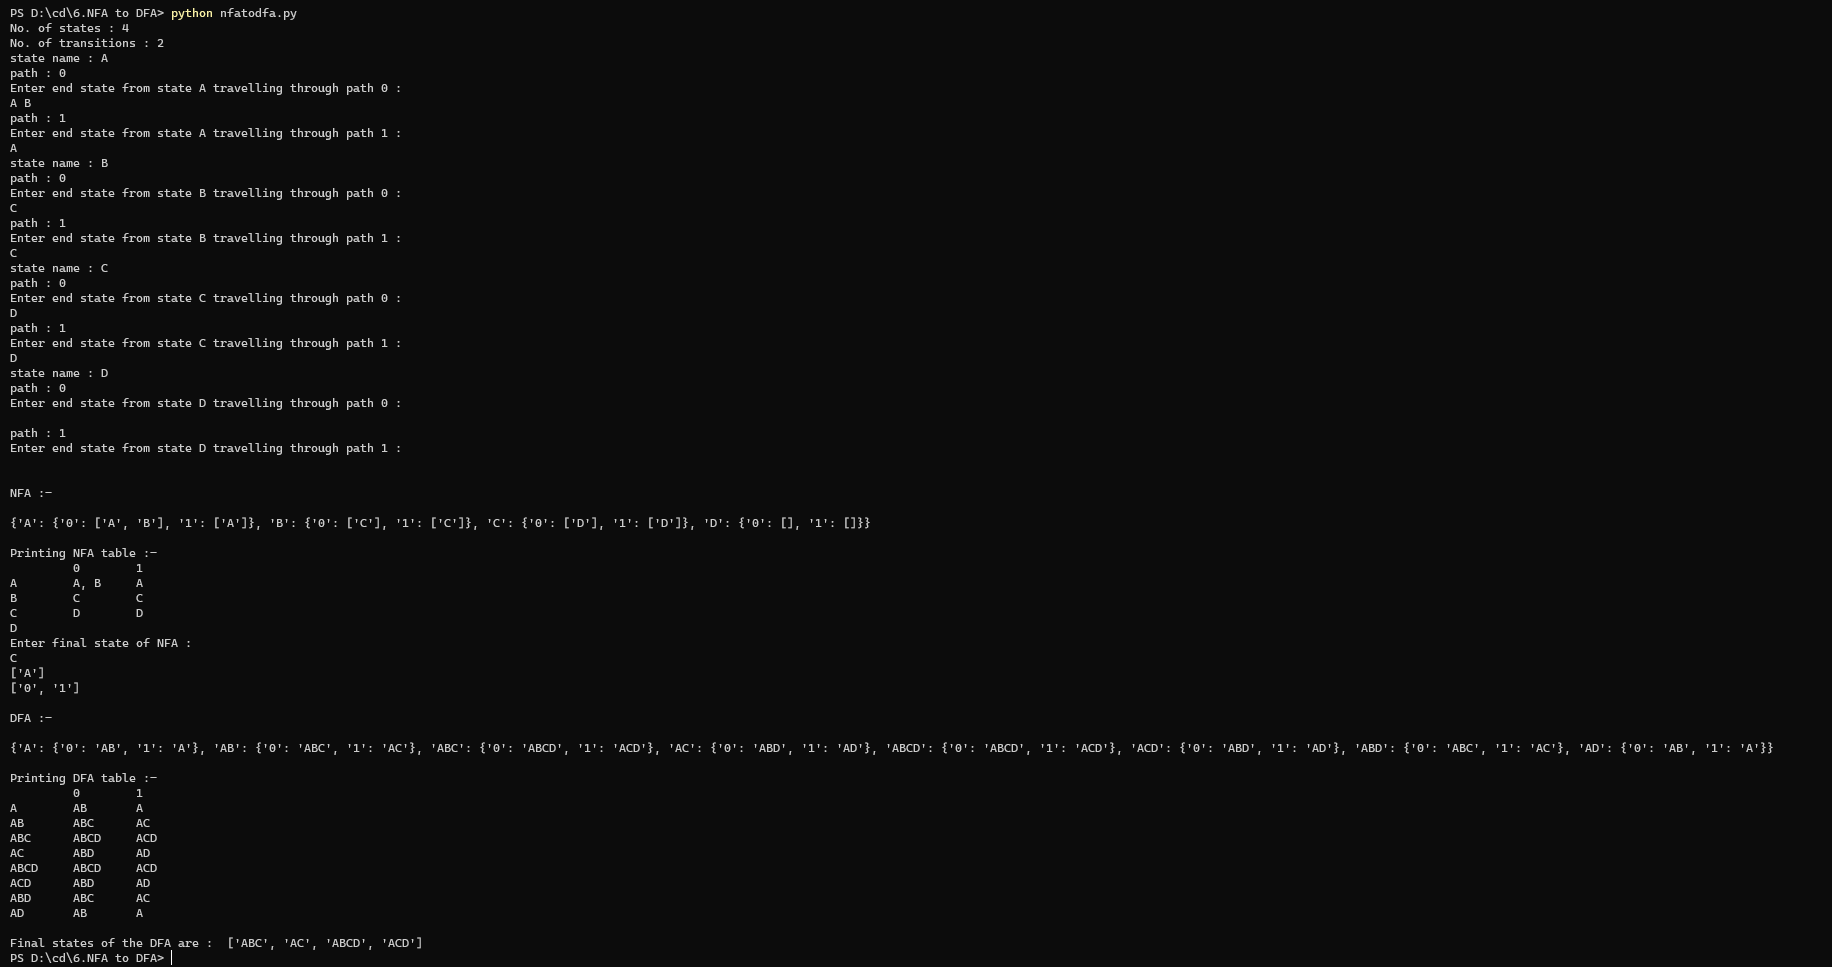 PS D:\cd\6.NFA to DFA> python nfatodfa.py
No. of states : 4
No. of transitions : 2
state name : A
path : 0
Enter end state from state A travelling through path 0 :
A B
path : 1
Enter end state from state A travelling through path 1 :
A
state name : B
path : 0
Enter end state from state B travelling through path 0 :
C
path : 1
Enter end state from state B travelling through path 1 :
C
state name : C
path : 0
Enter end state from state C travelling through path 0 :
D
path : 1
Enter end state from state C travelling through path 1 :
D
state name : D
path : 0
Enter end state from state D travelling through path 0 :

path : 1
Enter end state from state D travelling through path 1 :


NFA :-

{'A': {'0': ['A', 'B'], '1': ['A']}, 'B': {'0': ['C'], '1': ['C']}, 'C': {'0': ['D'], '1': ['D']}, 'D': {'0': [], '1': []}}

Printing NFA table :-
         0        1
A        A, B     A
B        C        C
C        D        D
D
Enter final state of NFA :
C
['A']
['0', '1']

DFA :-

{'A': {'0': 'AB', '1': 'A'}, 'AB': {'0': 'ABC', '1': 'AC'}, 'ABC': {'0': 'ABCD', '1': 'ACD'}, 'AC': {'0': 'ABD', '1': 'AD'}, 'ABCD': {'0': 'ABCD', '1': 'ACD'}, 'ACD': {'0': 'ABD', '1': 'AD'}, 'ABD': {'0': 'ABC', '1': 'AC'}, 'AD': {'0': 'AB', '1': 'A'}}

Printing DFA table :-
         0        1
A        AB       A
AB       ABC      AC
ABC      ABCD     ACD
AC       ABD      AD
ABCD     ABCD     ACD
ACD      ABD      AD
ABD      ABC      AC
AD       AB       A

Final states of the DFA are :  ['ABC', 'AC', 'ABCD', 'ACD']
PS D:\cd\6.NFA to DFA>